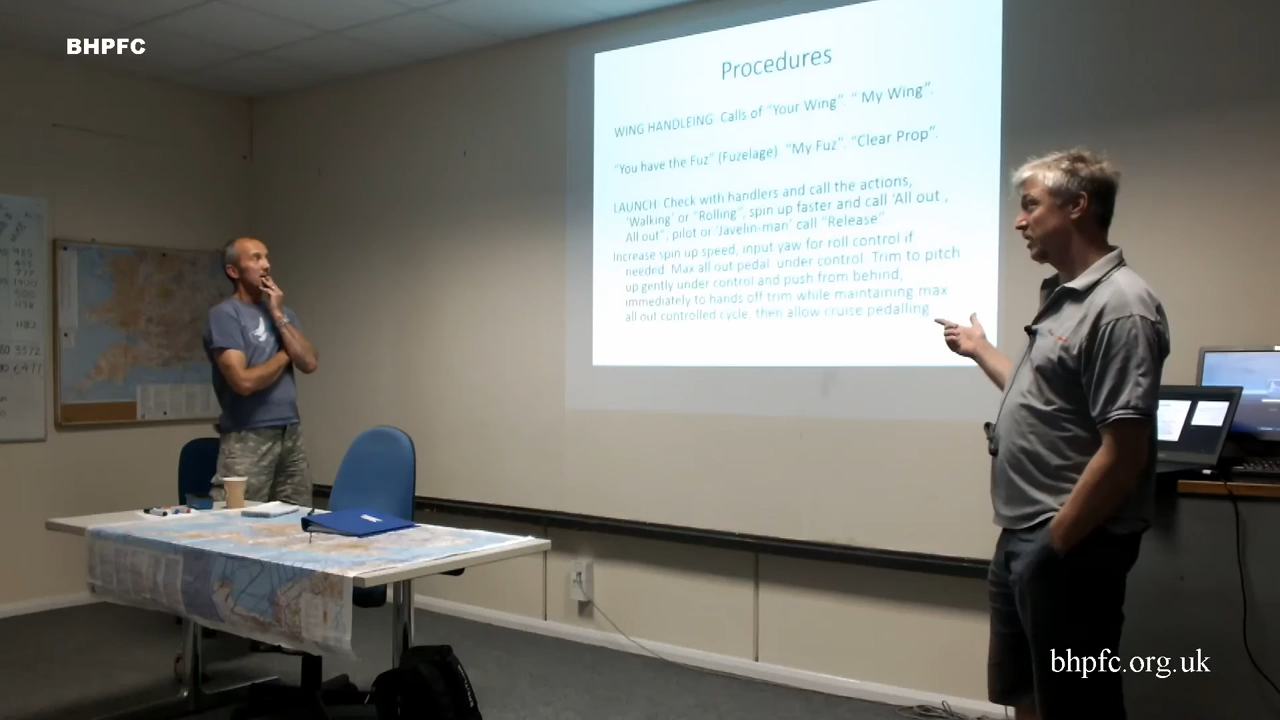 BHPFC
Procedures
WING HANDLEING Calls of “Your Wing”. “ My Wing”.
“You have the Fuz” (Fuzelage) “My Fuz”. “Clear Prop”.
LAUNCH: Check with handlers and call the actions,
‘Walking’ or “Rolling”, spin up faster and call ‘All out ,
All out”, pilot or ‘Javelin-man’ call “Release”
Increase spin up speed, input yaw for roll control if
needed. Max all out pedal under control. Trim to pitch
up gently under control and push from behind,
immediately to hands off trim while maintaining max
all out controlled cycle, then allow cruise pedalling
bhpfc.org.uk